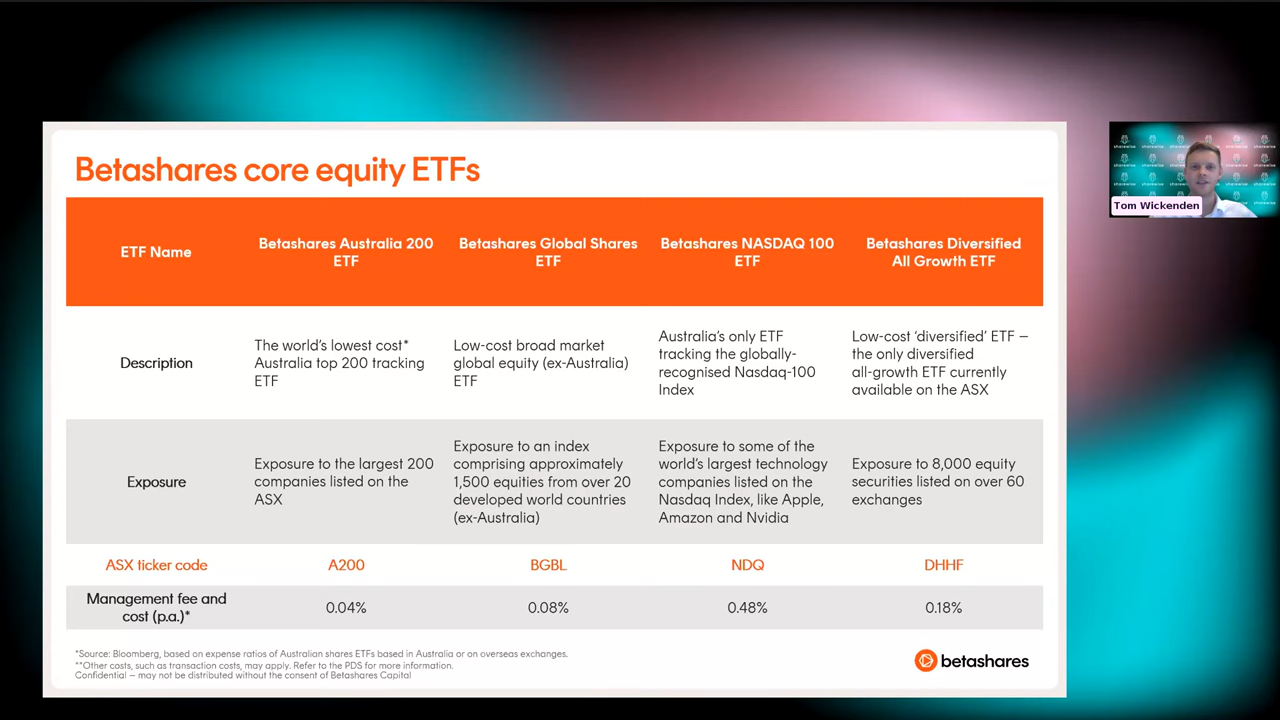 Betashares core equity ETFs
ETF Name
Betashares Australia 200
ETF
Betashares Global Shares
ETF
Betashares NASDAQ 100
ETF
Betashares Diversified
All Growth ETF
Description
The world's lowest cost*
Australia top 200 tracking
ETF
Low-cost broad market
global equity (ex-Australia)
ETF
Australia's only ETF
tracking the globally-
recognised Nasdaq-100
Index
Low-cost 'diversified' ETF –
the only diversified
all-growth ETF currently
available on the ASX
Exposure
Exposure to the largest 200
companies listed on the
ASX
Exposure to an index
comprising approximately
1,500 equities from over 20
developed world countries
(ex-Australia)
Exposure to some of the
world's largest technology
companies listed on the
Nasdaq Index, like Apple,
Amazon and Nvidia
Exposure to 8,000 equity
securities listed on over 60
exchanges
ASX ticker code
A200
BGBL
NDQ
DHHF
Management fee and
cost (p.a.)*
0.04%
0.08%
0.48%
0.18%
*Source: Bloomberg, based on expense ratios of Australian shares ETFs based in Australia or on overseas exchanges.
**Other costs, such as transaction costs, may apply. Refer to the PDS for more information.
Confidential – may not be distributed without the consent of Betashares Capital
betashares
Tom Wickenden